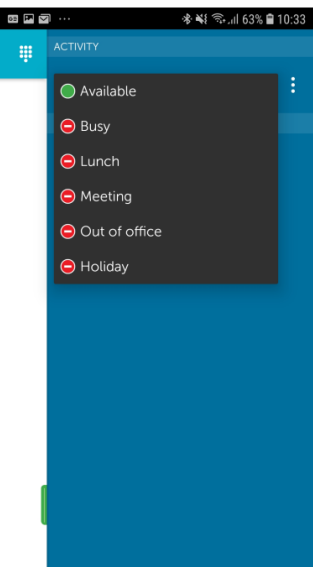 63% 10:33
ACTIVITY
Available
Busy
Lunch
Meeting
Out of office
Holiday